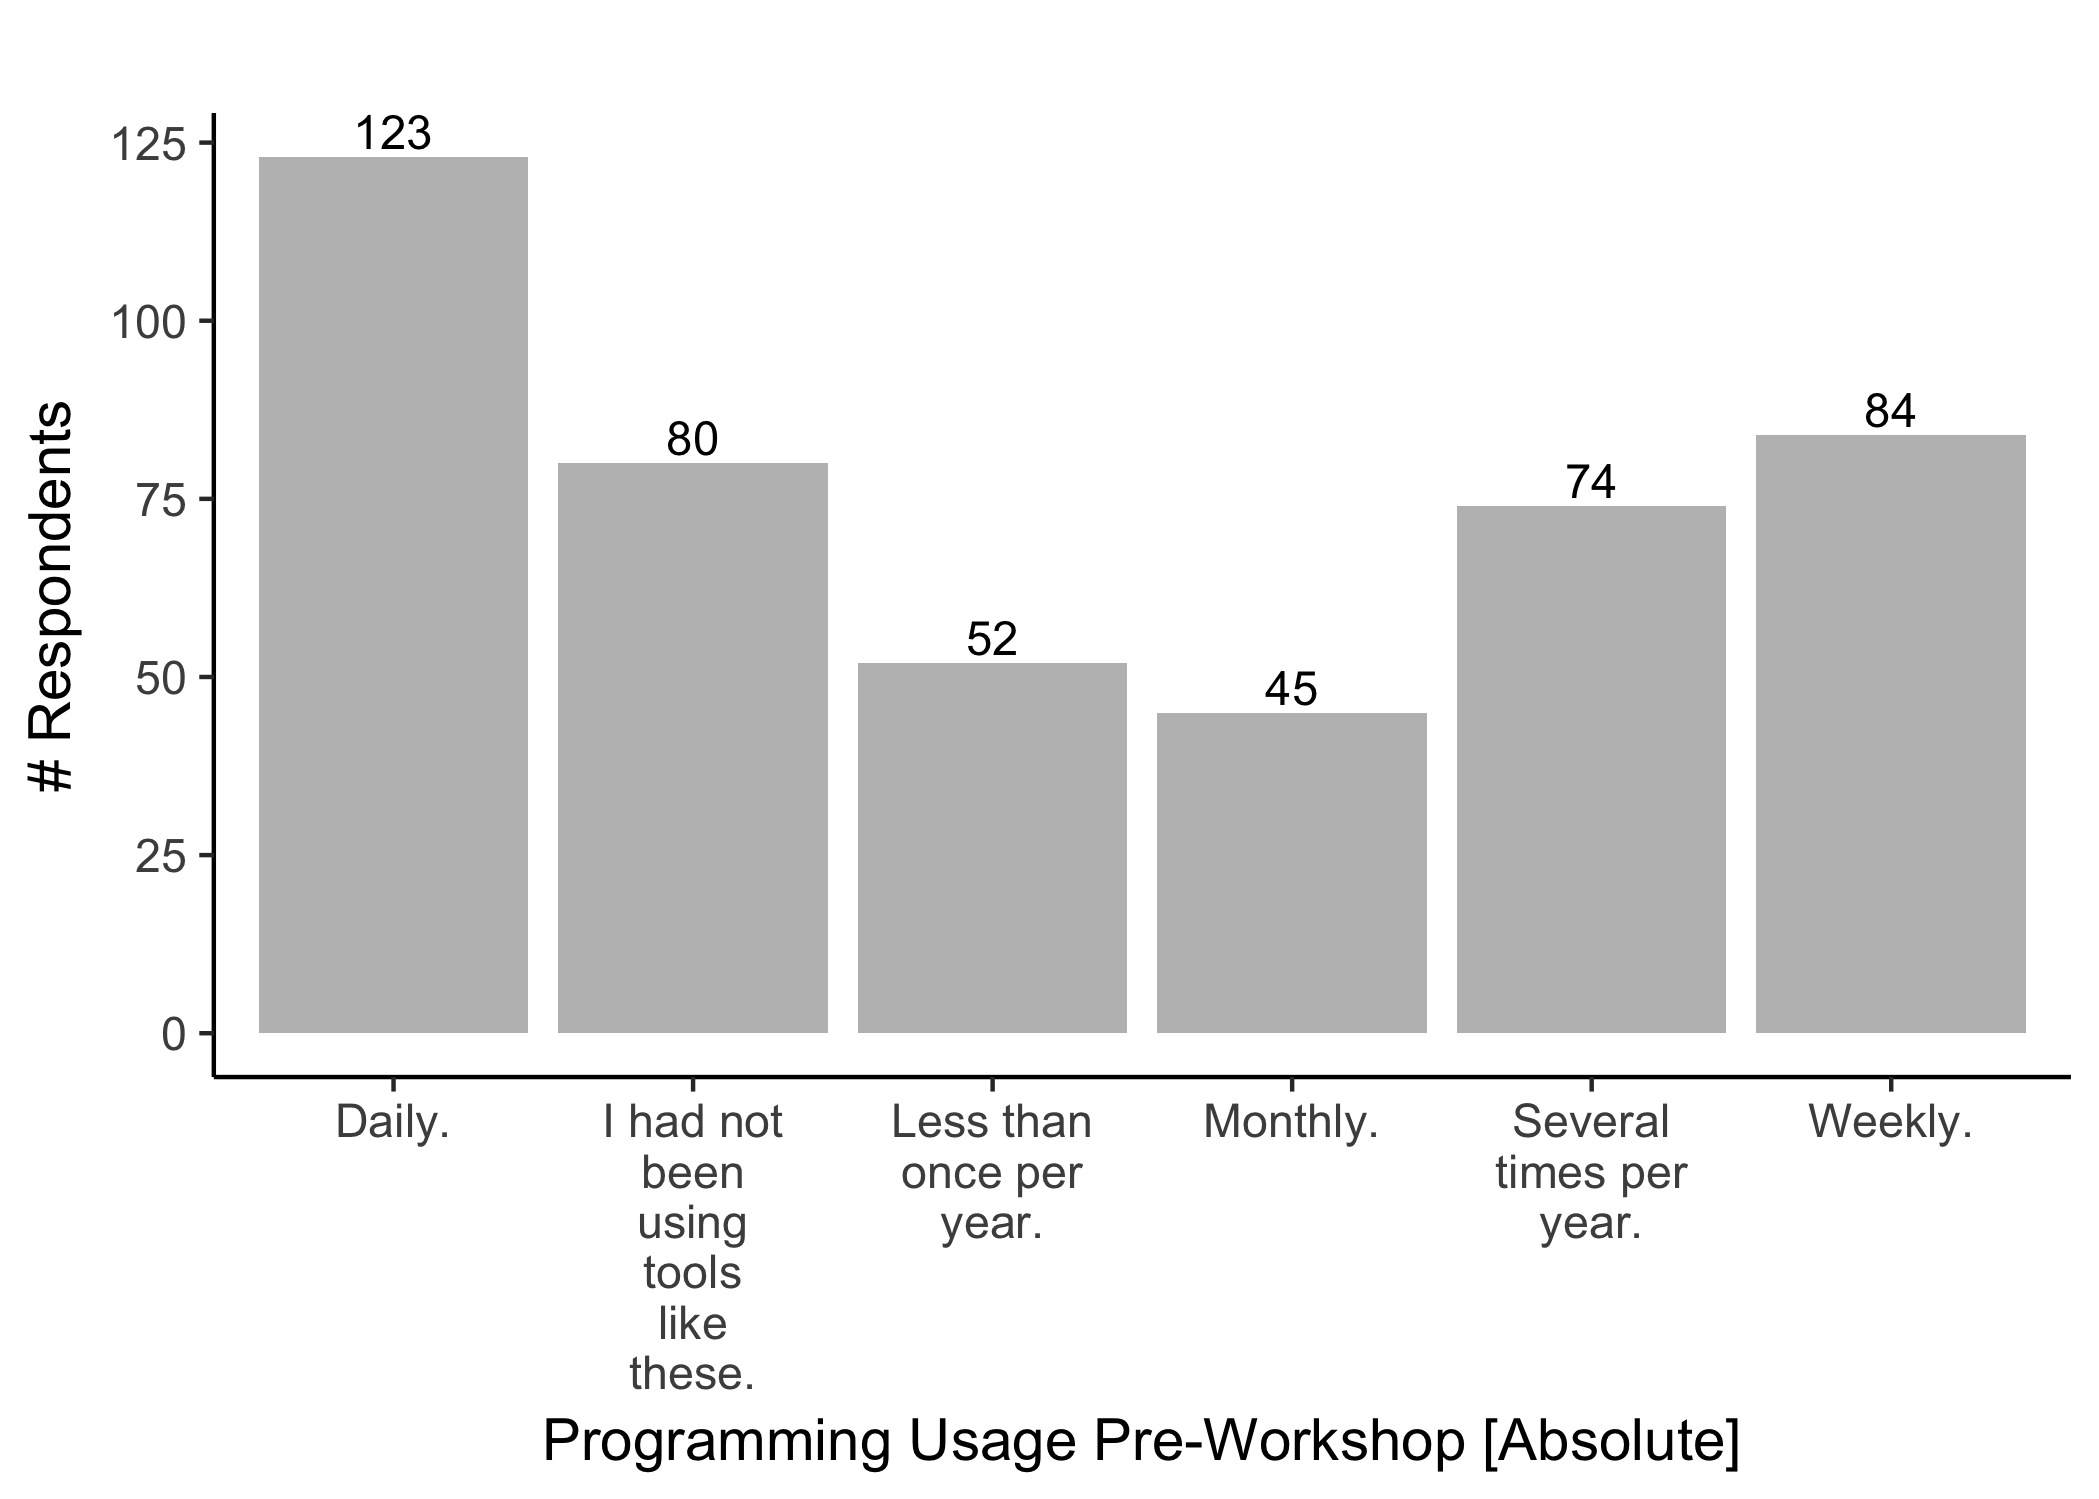 # Respondents
125
100
75
50
25
0
123
80
52
45
74
84
Daily.
I had not
been
using
tools
like
these.
Less than
once per
year.
Monthly.
Several
times per
year.
Weekly.
Programming Usage Pre-Workshop [Absolute]